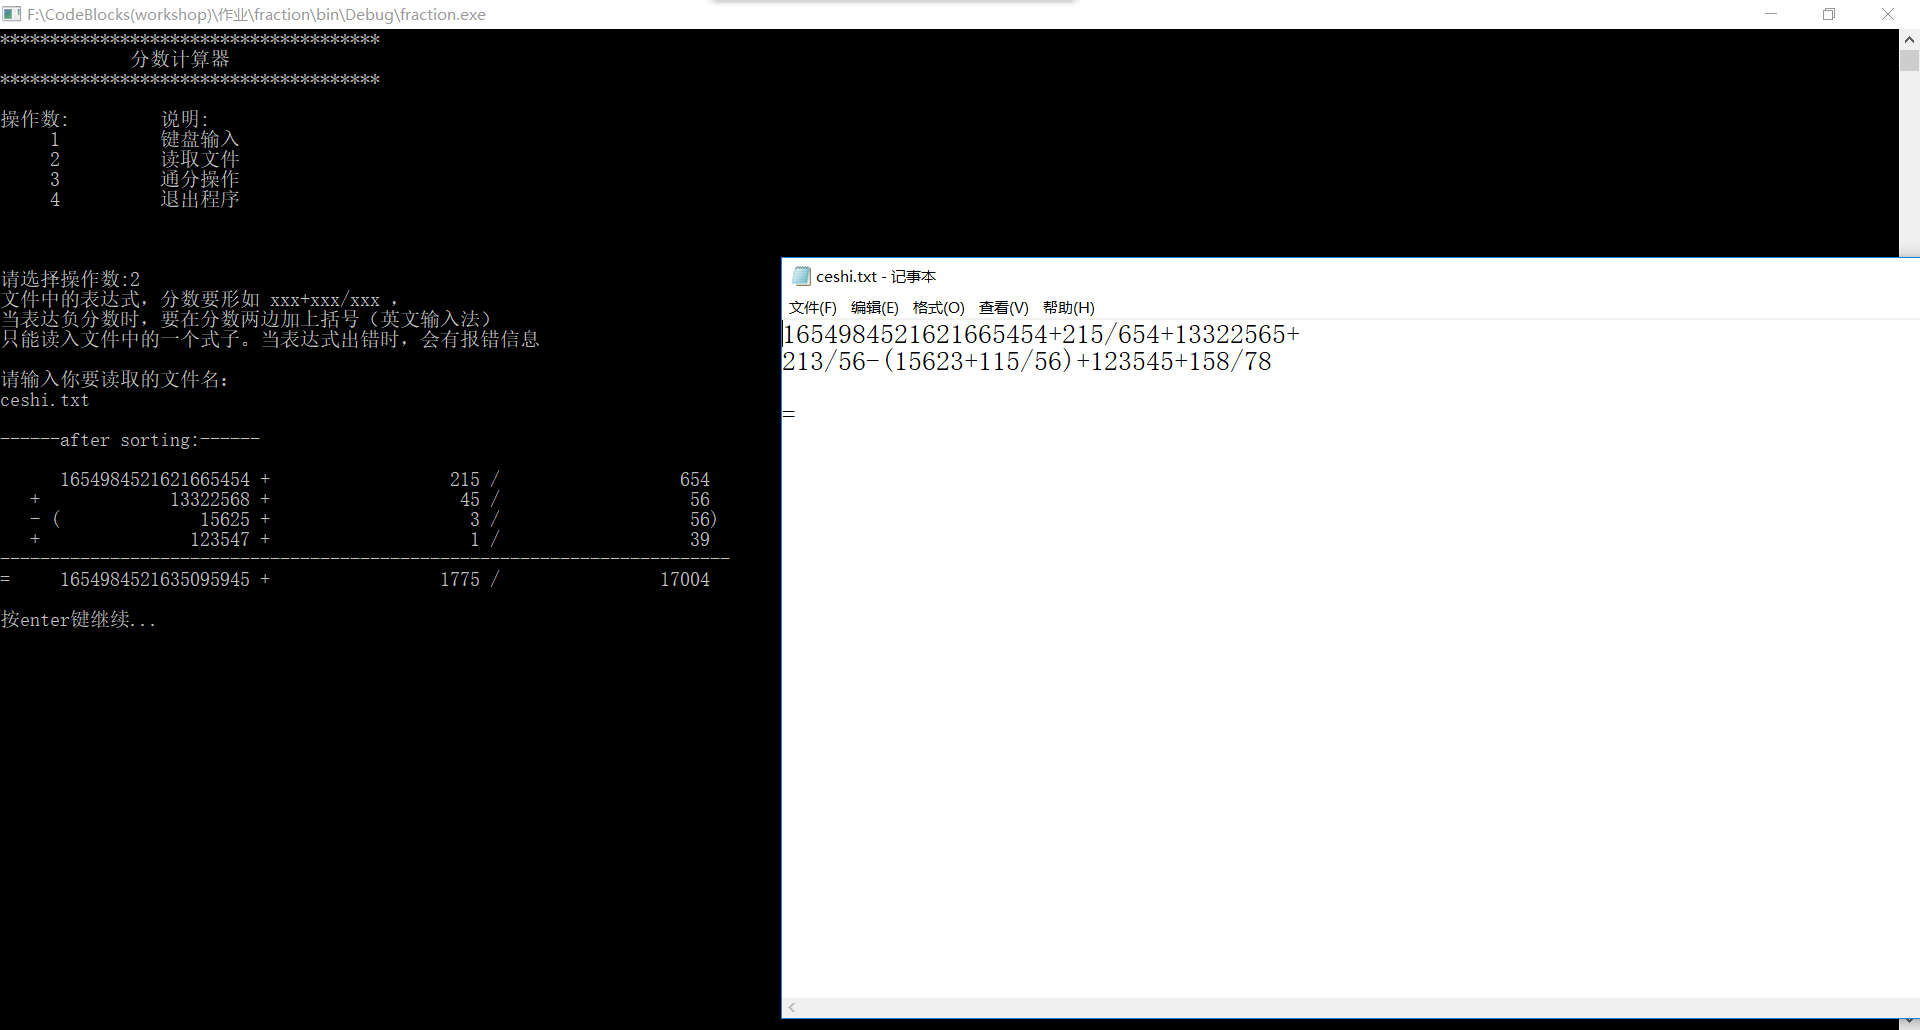 F:\CodeBlocks(workshop)\作业\fraction\bin\Debug\fraction.exe
**************************************
分数计算器
**************************************
操作数: 说明:
1 键盘输入
2 读取文件
3 通分操作
4 退出程序
请选择操作数:2
文件中的表达式，分数要形如 xxx+xxx/xxx ，
当表达负分数时，要在分数两边加上括号（英文输入法）
只能读入文件中的一个式子。当表达式出错时，会有报错信息
请输入你要读取的文件名：
ceshi.txt
------after sorting:------
1654984521621665454 + 215 / 654
+ 13322568 + 45 / 56
- ( 15625 + 3 / 56)
+ 123547 + 1 / 39
-------------------------------------------------------------------------
= 1654984521635095945 + 1775 / 17004
按enter键继续...
ceshi.txt - 记事本
文件(F) 编辑(E) 格式(O) 查看(V) 帮助(H)
1654984521621665454+215/654+13322565+
213/56-(15623+115/56)+123545+158/78
=